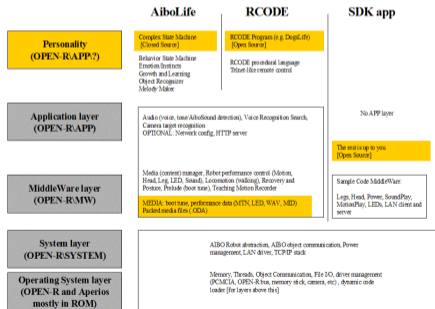 AiboLife
RCODE
SDK app
Personality
(OPEN-R\APP\?)
Complex State Machine
[Closed Source]
RCODE Program (e.g. DogsLife)
[Open Source]
Behavior State Machine
Emotion/Instincts
Growth and Learning
Object Recognizer
Melody Maker
RCODE procedural language
Telnet-like remote control
Application layer
(OPEN-R\APP)
Audio (voice, tone/AiboSound detection), Voice Recognition Search,
Camera target recognition
OPTIONAL: Network config, HTTP server
No APP layer
The rest is up to you
[Open Source]
MiddleWare layer
(OPEN-R\MW)
Media (content) manager, Robot performance control (Motion,
Head, Leg, LED, Sound), Locomotion (walking), Recovery and
Posture, Prelude (boot tune), Teaching Motion Recorder
MEDIA: boot tune, performance data (MTN, LED, WAV, MID)
Packed media files (.ODA)
Sample Code MiddleWare:
Legs, Head, Power, SoundPlay,
MotionPlay, LEDs, LAN client and
server
System layer
(OPEN-R\SYSTEM)
AIBO Robot abstraction, AIBO object communication, Power
management, LAN driver, TCP/IP stack
Operating System layer
(OPEN-R and Aperios
mostly in ROM)
Memory, Threads, Object Communication, File I/O, driver management
(PCMCIA, OPEN-R bus, memory stick, camera, etc) , dynamic code
loader [for layers above this]